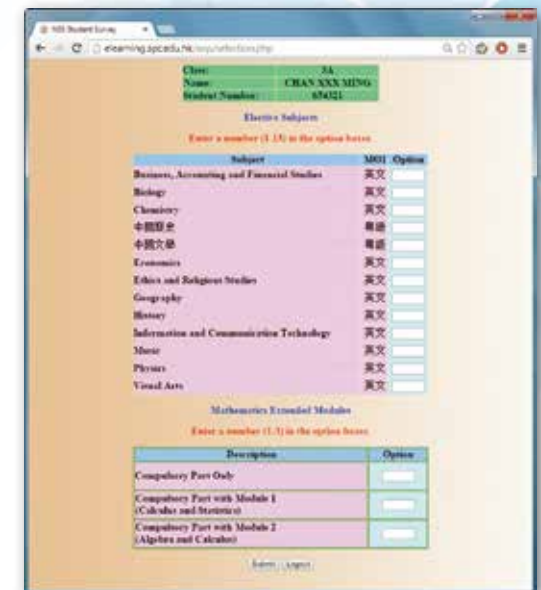 NSS Student Survey
elearning.spc.edu.hk
Class: 3A
Name: CHAN XXX MING
Student Number: 654321
Elective Subjects
Enter a number (1-13) in the option boxes
Subject MOI Option
Business, Accounting and Financial Studies 英文
Biology 英文
Chemistry 英文
中國歷史 粵語
中國文學 粵語
Economics 英文
Ethics and Religious Studies 英文
Geography 英文
History 英文
Information and Communication Technology 英文
Music 英文
Physics 英文
Visual Arts 英文
Mathematics Extended Modules
Enter a number (1-3) in the option boxes
Description Option
Compulsory Part Only
Compulsory Part with Module 1
(Calculus and Statistics)
Compulsory Part with Module 2
(Algebra and Calculus)
Submit Logout